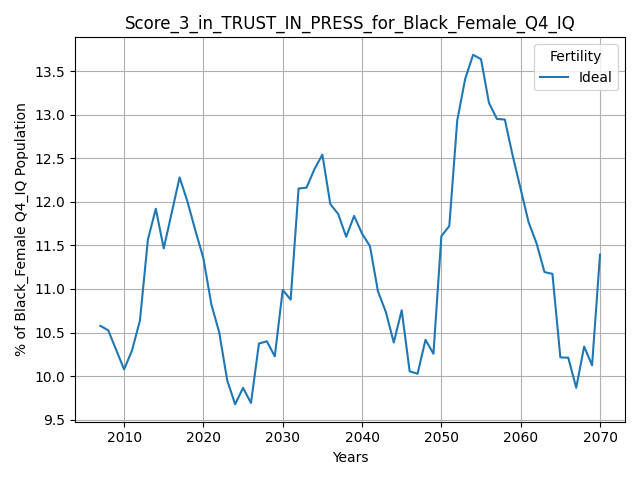 Score_3_in_TRUST_IN_PRESS_for_Black_Female_Q4_IQ
Fertility
Ideal
% of Black_Female Q4_IQ Population
13.5
13.0
12.5
12.0
11.5
11.0
10.5
10.0
9.5
2010 2020 2030 2040 2050 2060 2070
Years